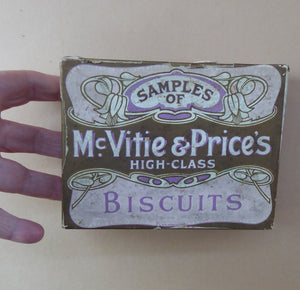 SAMPLES
OF
McVitie & Price's
HIGH-CLASS
BISCUITS